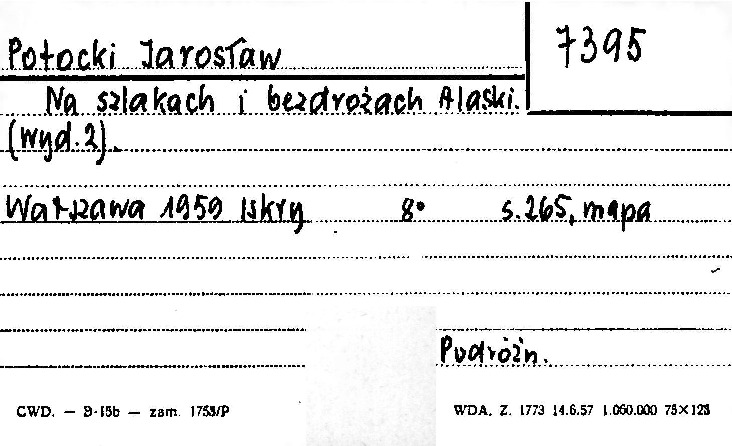 Potocki Jarosław
7395
Na szlakach i bezdrożach Alaski.
(Wyd. 2).
Warszawa 1959 Iskry 8° s. 265, mapa
Podróżn.
CWD. — B-15b — zam. 1753/P
WDA. Z. 1773 14.6.57 1.060.000 75×125